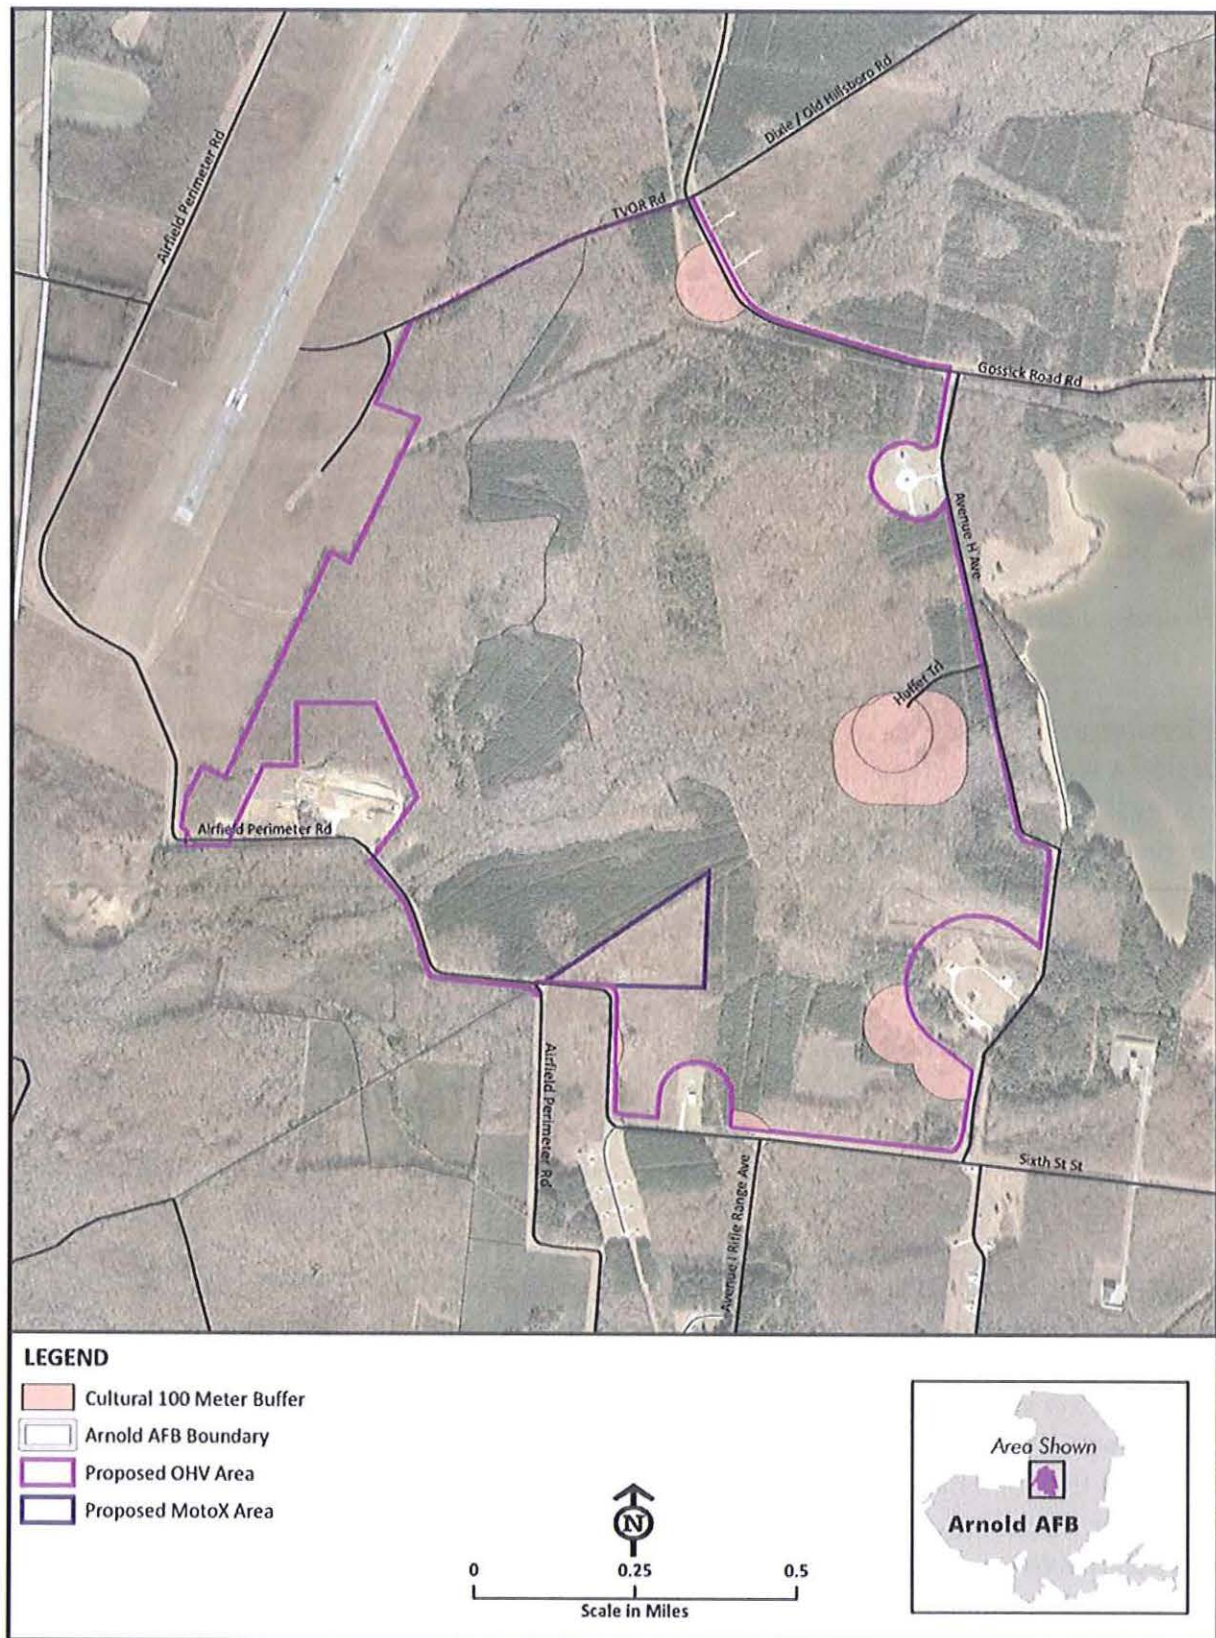 Dixie / Old Hillsboro Rd
Airfield Perimeter Rd
TVOR Rd
Gossick Road Rd
Avenue H Ave
Huffer Trl
Airfield Perimeter Rd
Airfield Perimeter Rd
Avenue I Rifle Range Ave
Sixth St St
LEGEND
Cultural 100 Meter Buffer
Arnold AFB Boundary
Proposed OHV Area
Proposed MotoX Area
N
0 0.25 0.5
Scale in Miles
Area Shown
Arnold AFB